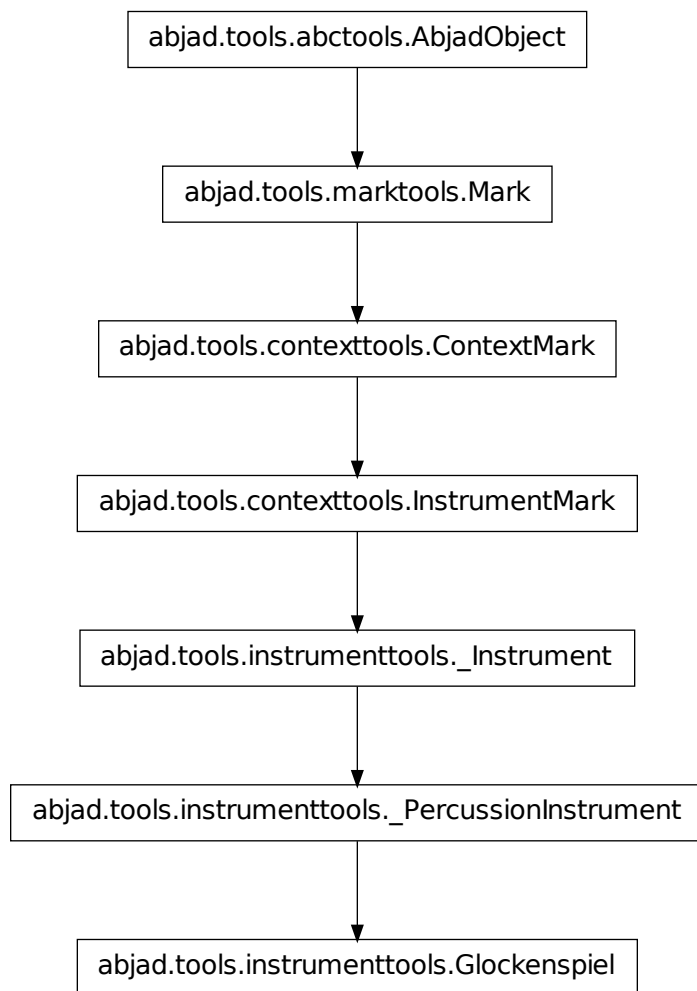 abjad.tools.abctools.AbjadObject
abjad.tools.marktools.Mark
abjad.tools.contexttools.ContextMark
abjad.tools.contexttools.InstrumentMark
abjad.tools.instrumenttools._Instrument
abjad.tools.instrumenttools._PercussionInstrument
abjad.tools.instrumenttools.Glockenspiel